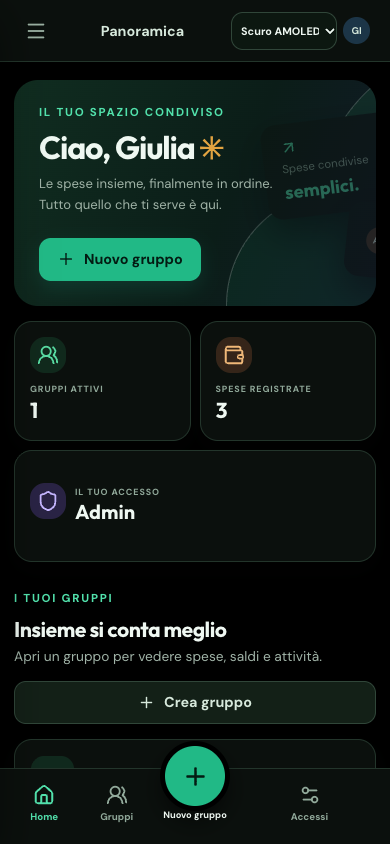 Panoramica
Scuro AMOLED
GI
IL TUO SPAZIO CONDIVISO
Ciao, Giulia
Le spese insieme, finalmente in ordine.
Tutto quello che ti serve è qui.
Spese condivise
semplici.
Nuovo gruppo
GRUPPI ATTIVI
1
SPESE REGISTRATE
3
IL TUO ACCESSO
Admin
I TUOI GRUPPI
Insieme si conta meglio
Apri un gruppo per vedere spese, saldi e attività.
Crea gruppo
Home
Gruppi
Nuovo gruppo
Accessi